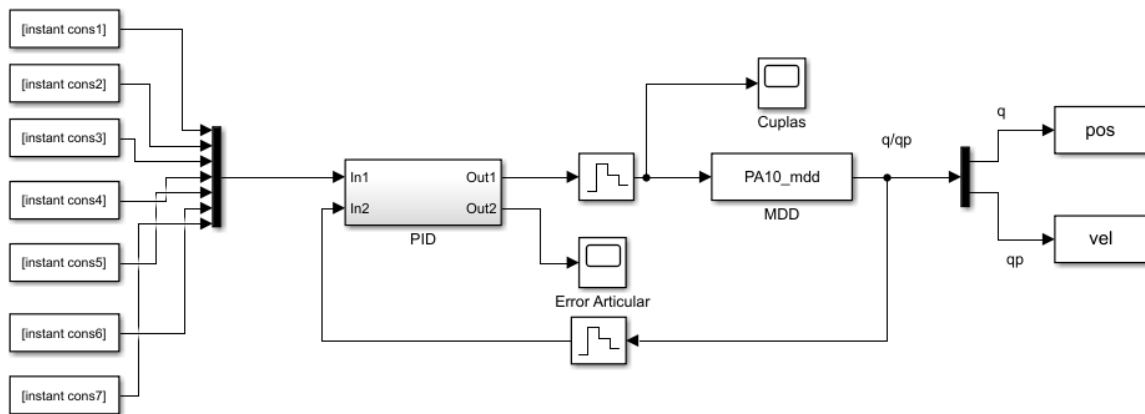 [instant cons1]
[instant cons2]
[instant cons3]
[instant cons4]
[instant cons5]
[instant cons6]
[instant cons7]
In1
In2
Out1
Out2
PID
Error Articular
Cuplas
PA10_mdd
MDD
q/qp
q
qp
pos
vel